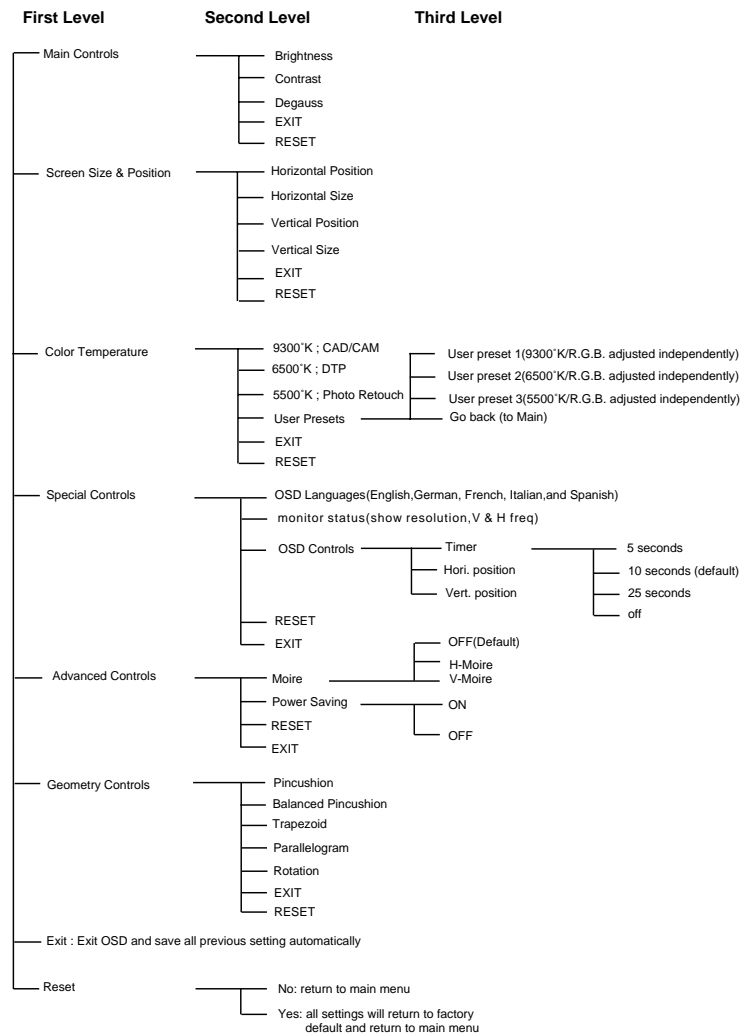 First Level Second Level Third Level
Main Controls
Brightness
Contrast
Degauss
EXIT
RESET
Screen Size & Position
Horizontal Position
Horizontal Size
Vertical Position
Vertical Size
EXIT
RESET
Color Temperature
9300˚K ; CAD/CAM
6500˚K ; DTP
5500˚K ; Photo Retouch
User Presets
EXIT
RESET
User preset 1(9300˚K/R.G.B. adjusted independently)
User preset 2(6500˚K/R.G.B. adjusted independently)
User preset 3(5500˚K/R.G.B. adjusted independently)
Go back (to Main)
Special Controls
OSD Languages(English,German, French, Italian,and Spanish)
monitor status(show resolution,V & H freq)
OSD Controls
Timer
Hori. position
Vert. position
5 seconds
10 seconds (default)
25 seconds
off
RESET
EXIT
Advanced Controls
Moire
OFF(Default)
H-Moire
V-Moire
Power Saving
ON
OFF
RESET
EXIT
Geometry Controls
Pincushion
Balanced Pincushion
Trapezoid
Parallelogram
Rotation
EXIT
RESET
Exit : Exit OSD and save all previous setting automatically
Reset
No: return to main menu
Yes: all settings will return to factory
default and return to main menu